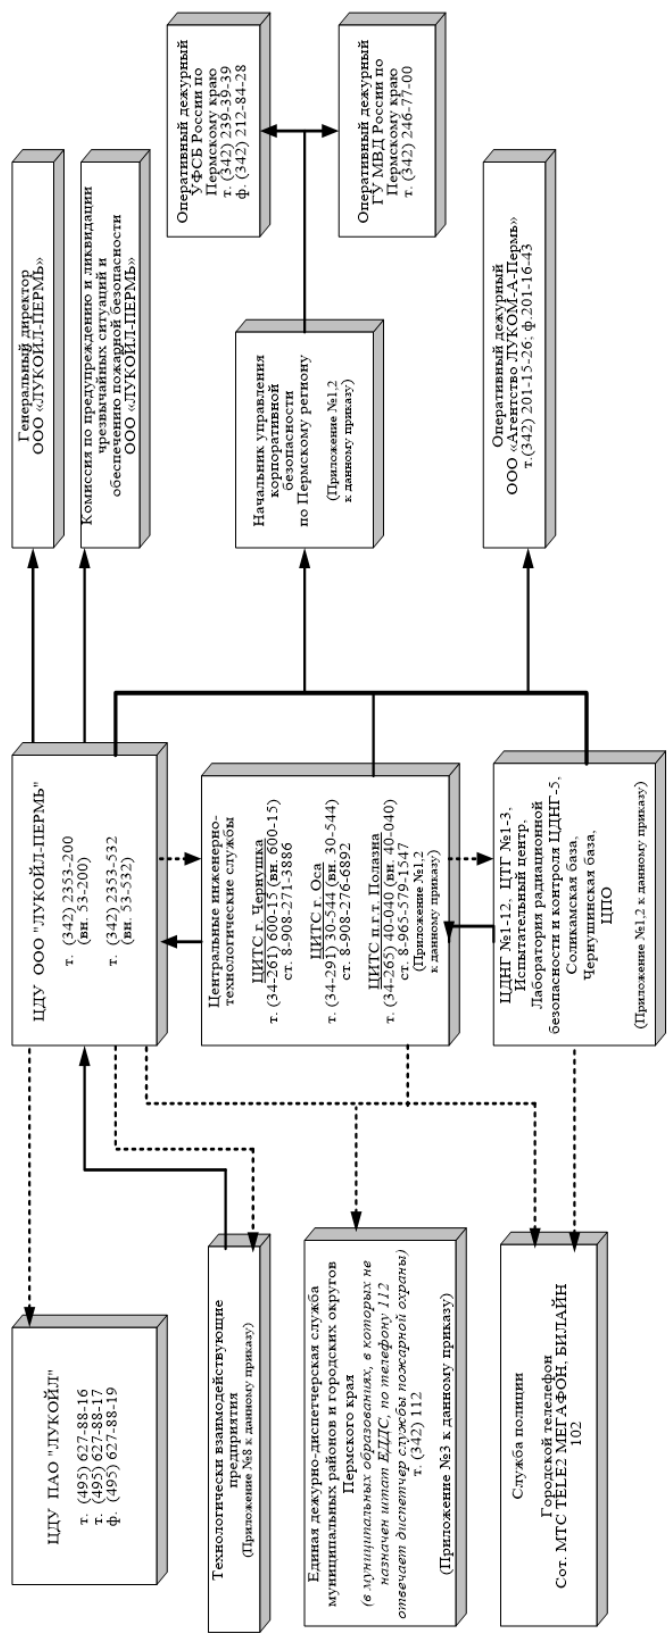 ЦДУ ПАО "ЛУКОЙЛ"
т. (495) 627-88-16
т. (495) 627-88-17
ф. (495) 627-88-19
Технологически взаимодействующие
предприятия
(Приложение №8 к данному приказу)
Единая дежурно-диспетчерская служба
муниципальных районов и городских округов
Пермского края
(в муниципальных образованиях, в которых не
назначен штат ЕДДС, по телефону 112
отвечает диспетчер службы пожарной охраны)
т. (342) 112
(Приложение №3 к данному приказу)
Служба полиции
Городской телелефон
Сот. МТС TELE2 МЕГАФОН, БИЛАЙН
102
ЦДУ ООО "ЛУКОЙЛ-ПЕРМЬ"
т. (342) 2353-200
(вн. 53-200)
т. (342) 2353-532
(вн. 53-532)
Центральные инженерно-
технологические службы
ЦИТС г. Чернушка
т. (34-261) 600-15 (вн. 600-15)
ст. 8-908-271-3886
ЦИТС г. Оса
т. (34-291) 30-544 (вн. 30-544)
ст. 8-908-276-6892
ЦИТС п.г.т. Полазна
т. (34-265) 40-040 (вн. 40-040)
ст. 8-965-579-1547
(Приложение №1,2
к данному приказу)
ЦДНГ №1-12, ЦТГ №1-3,
Испытательный центр,
Лаборатория радиационной
безопасности и контроля ЦДНГ-5,
Соликамская база,
Чернушинская база,
ЦПО
(Приложение №1,2 к данному приказу)
Генеральный директор
ООО «ЛУКОЙЛ-ПЕРМЬ»
Комиссия по предупреждению и ликвидации
чрезвычайных ситуаций и
обеспечению пожарной безопасности
ООО «ЛУКОЙЛ-ПЕРМЬ»
Начальник управления
корпоративной
безопасности
по Пермскому региону
(Приложение №1,2
к данному приказу)
Оперативный дежурный
ООО «Агентство ЛУКОМ-А-Пермь»
т.(342) 201-15-26; ф.201-16-43
Оперативный дежурный
УФСБ России по
Пермскому краю
т. (342) 239-39-39
ф. (342) 212-84-28
Оперативный дежурный
ГУ МВД России по
Пермскому краю
т. (342) 246-77-00